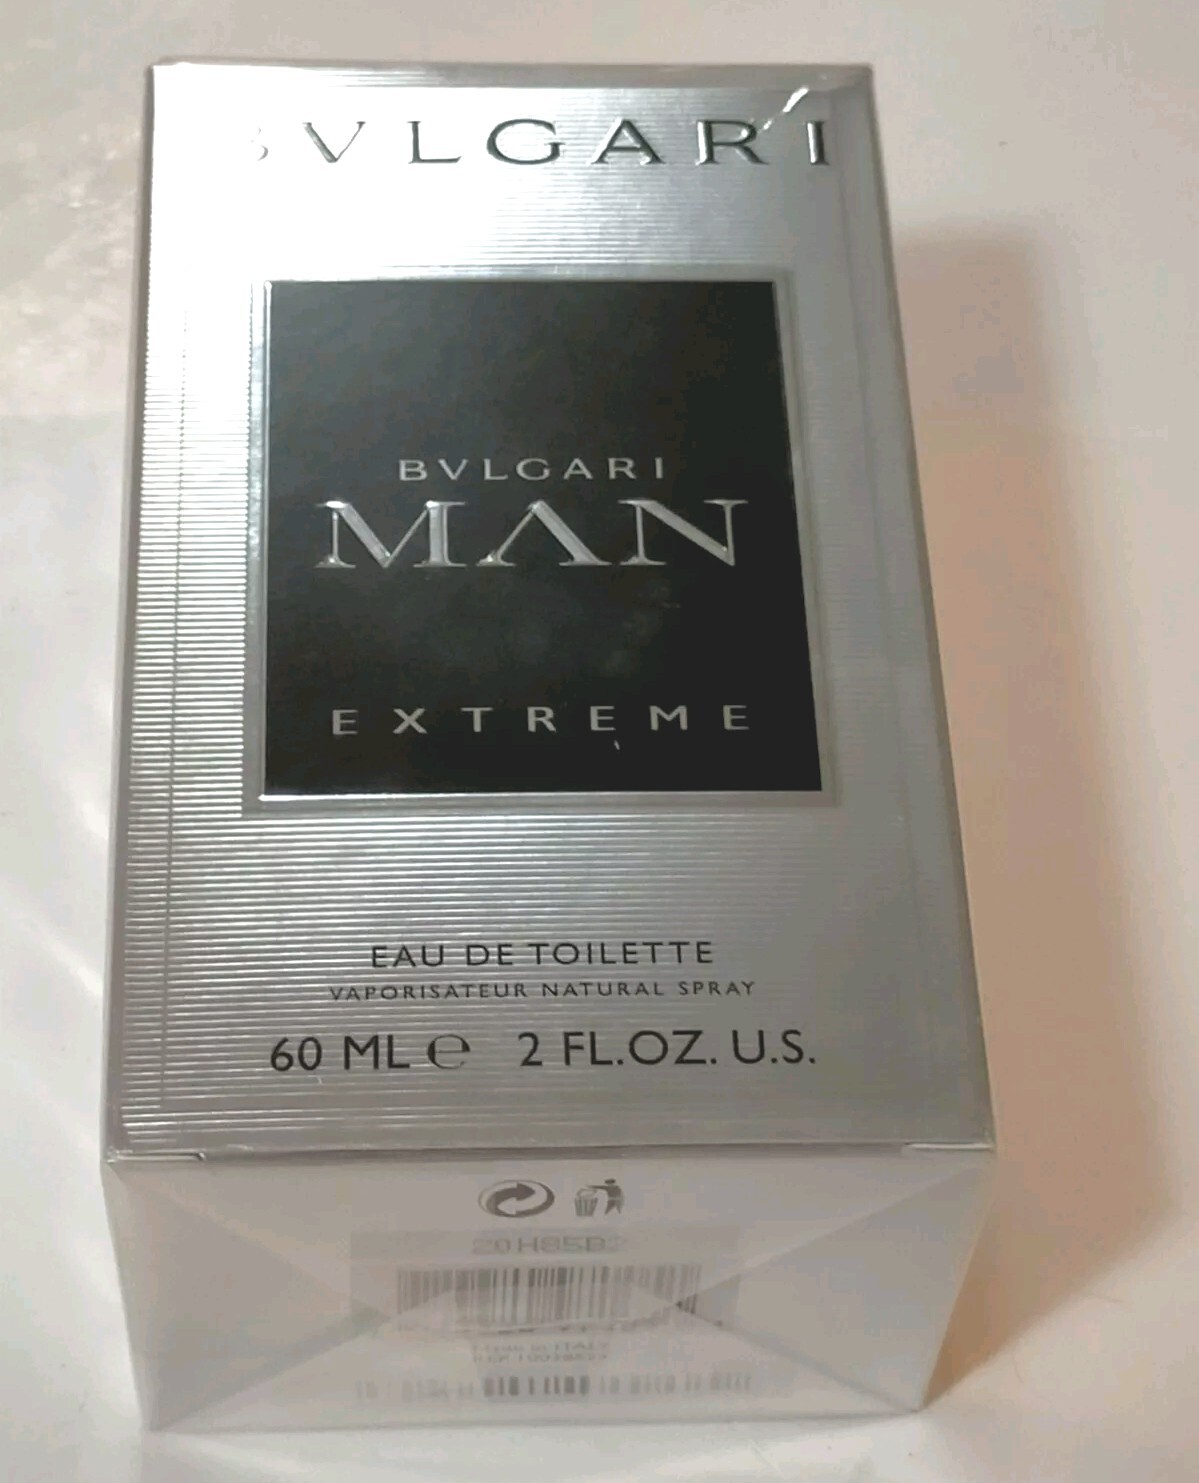 BVLGARI
BVLGARI
MAN
EXTREME
EAU DE TOILETTE
VAPORISATEUR NATURAL SPRAY
60 ML ℮ 2 FL.OZ. U.S.